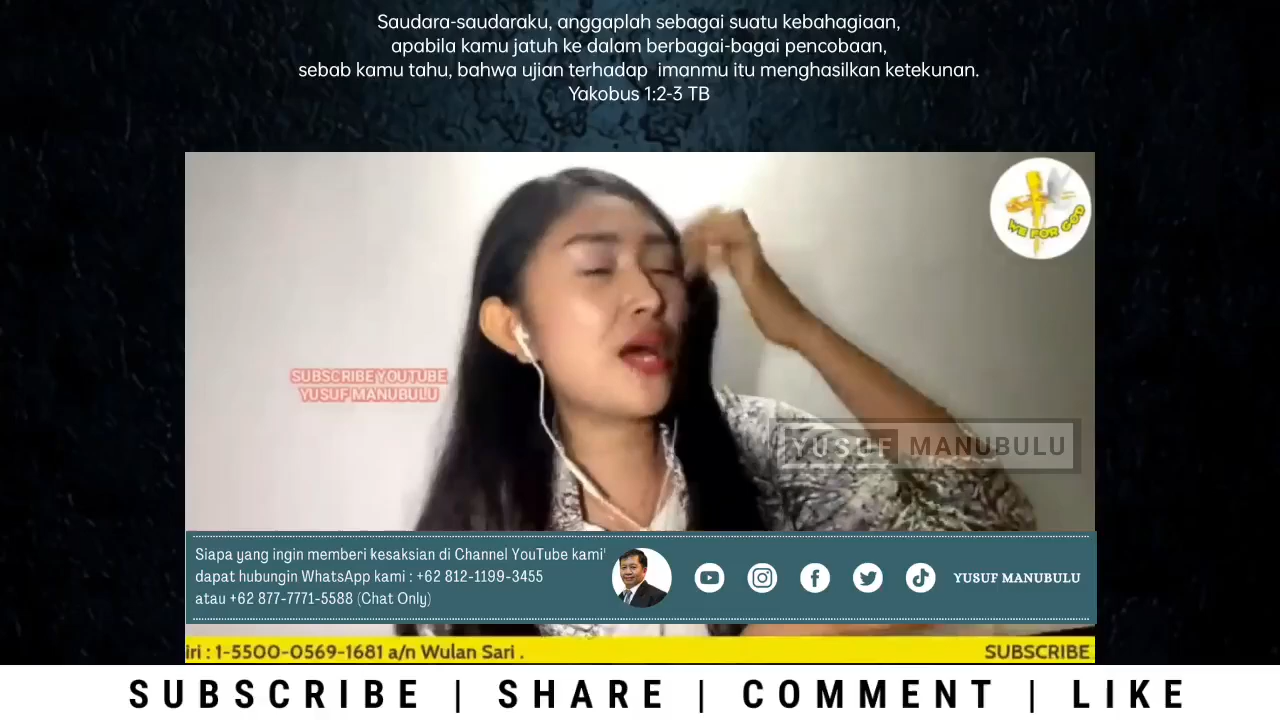 Saudara-saudaraku, anggaplah sebagai suatu kebahagiaan,
apabila kamu jatuh ke dalam berbagai-bagai pencobaan,
sebab kamu tahu, bahwa ujian terhadap  imanmu itu menghasilkan ketekunan.
Yakobus 1:2-3 TB
WE FOR GOD
SUBSCRIBE YOUTUBE
YUSUF MANUBULU
YUSUF MANUBULU
Siapa yang ingin memberi kesaksian di Channel YouTube kami'
dapat hubungin WhatsApp kami : +62 812-1199-3455
atau +62 877-7771-5588 (Chat Only)
YUSUF MANUBULU
iri : 1-5500-0569-1681 a/n Wulan Sari .
SUBSCRIBE
SUBSCRIBE | SHARE | COMMENT | LIKE